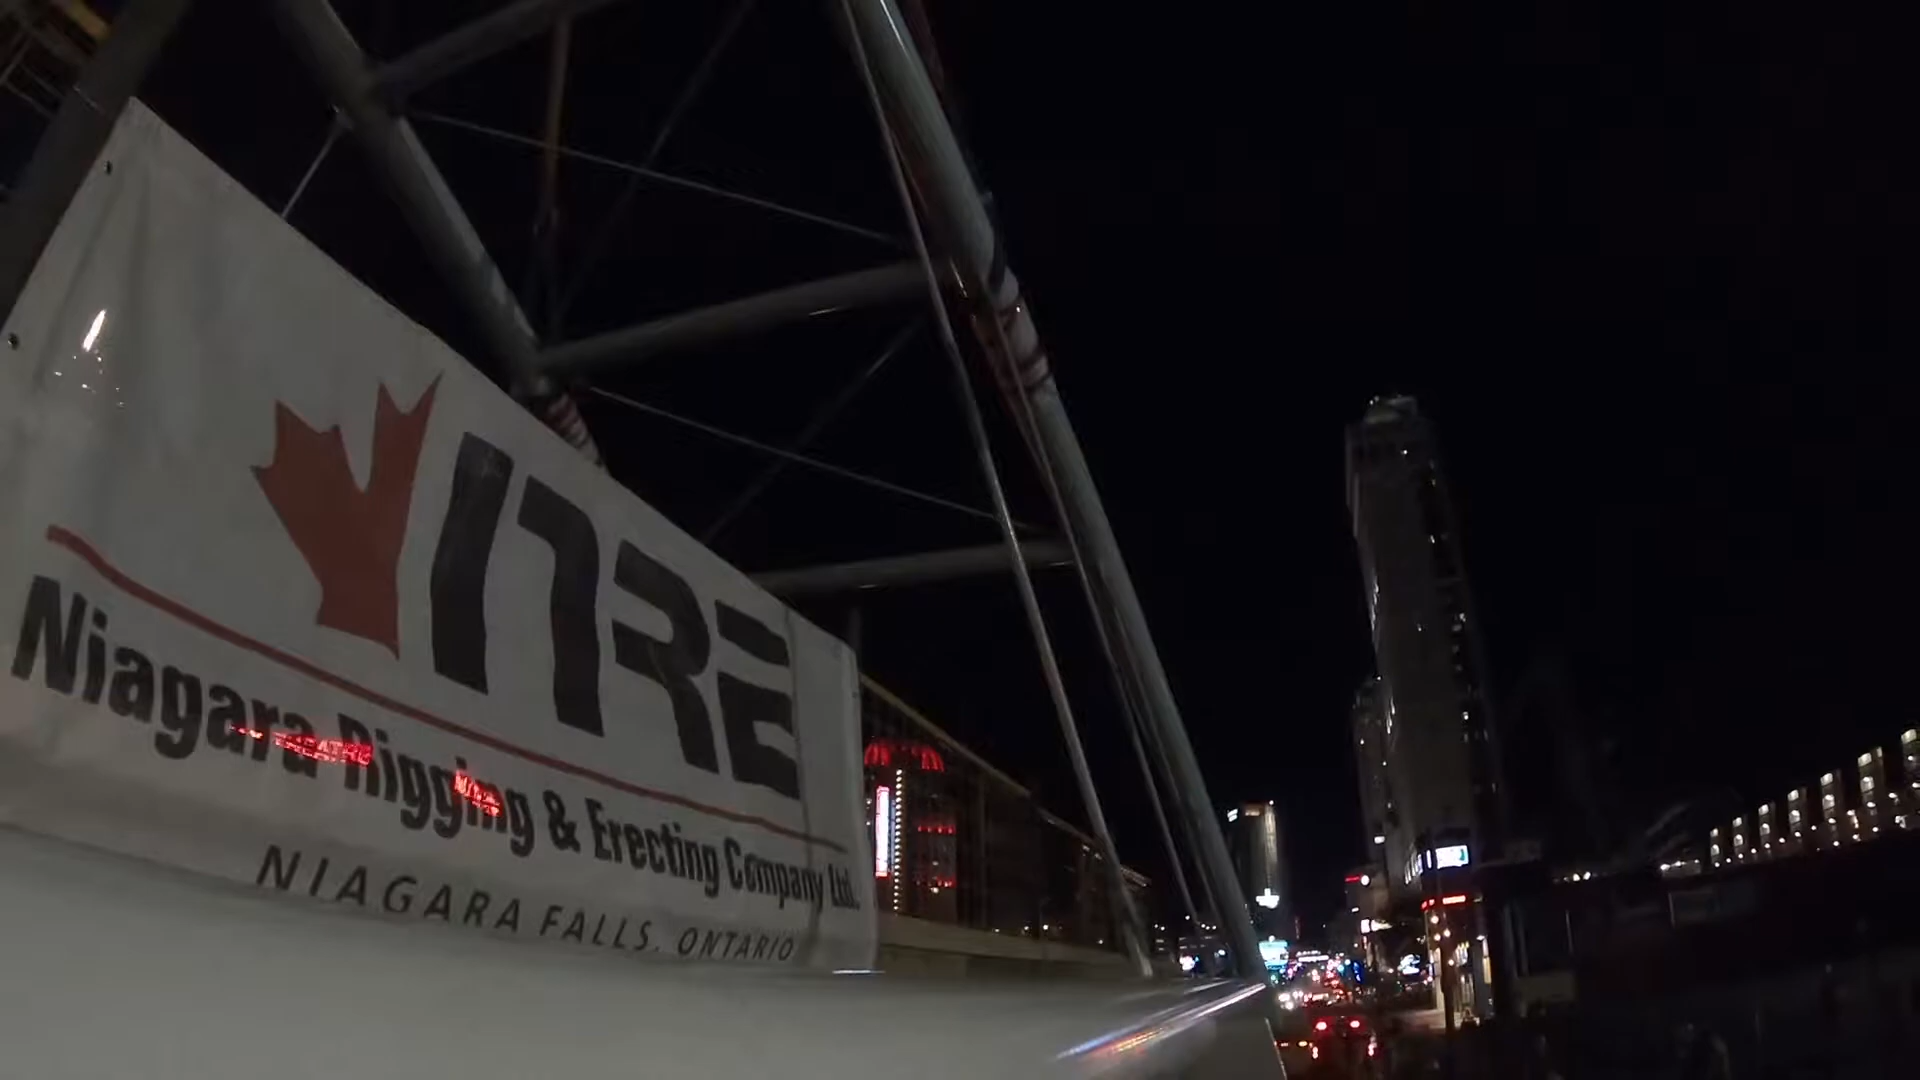 NRE
Niagara Rigging & Erecting Company Ltd.
NIAGARA FALLS, ONTARIO